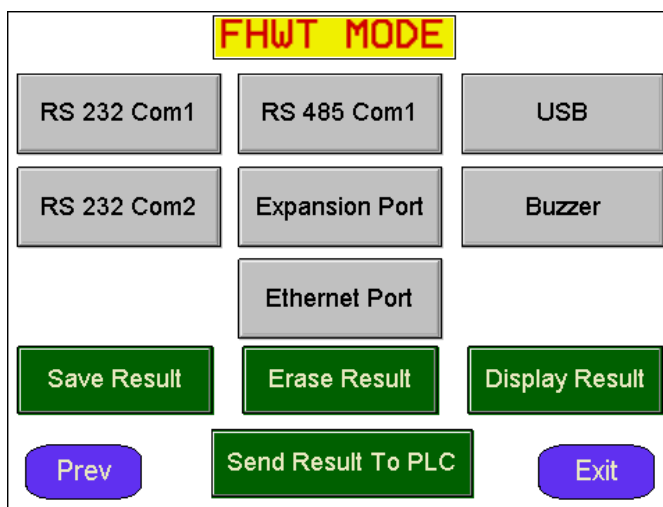 FHWT MODE
RS 232 Com1
RS 485 Com1
USB
RS 232 Com2
Expansion Port
Buzzer
Ethernet Port
Save Result
Erase Result
Display Result
Prev
Send Result To PLC
Exit